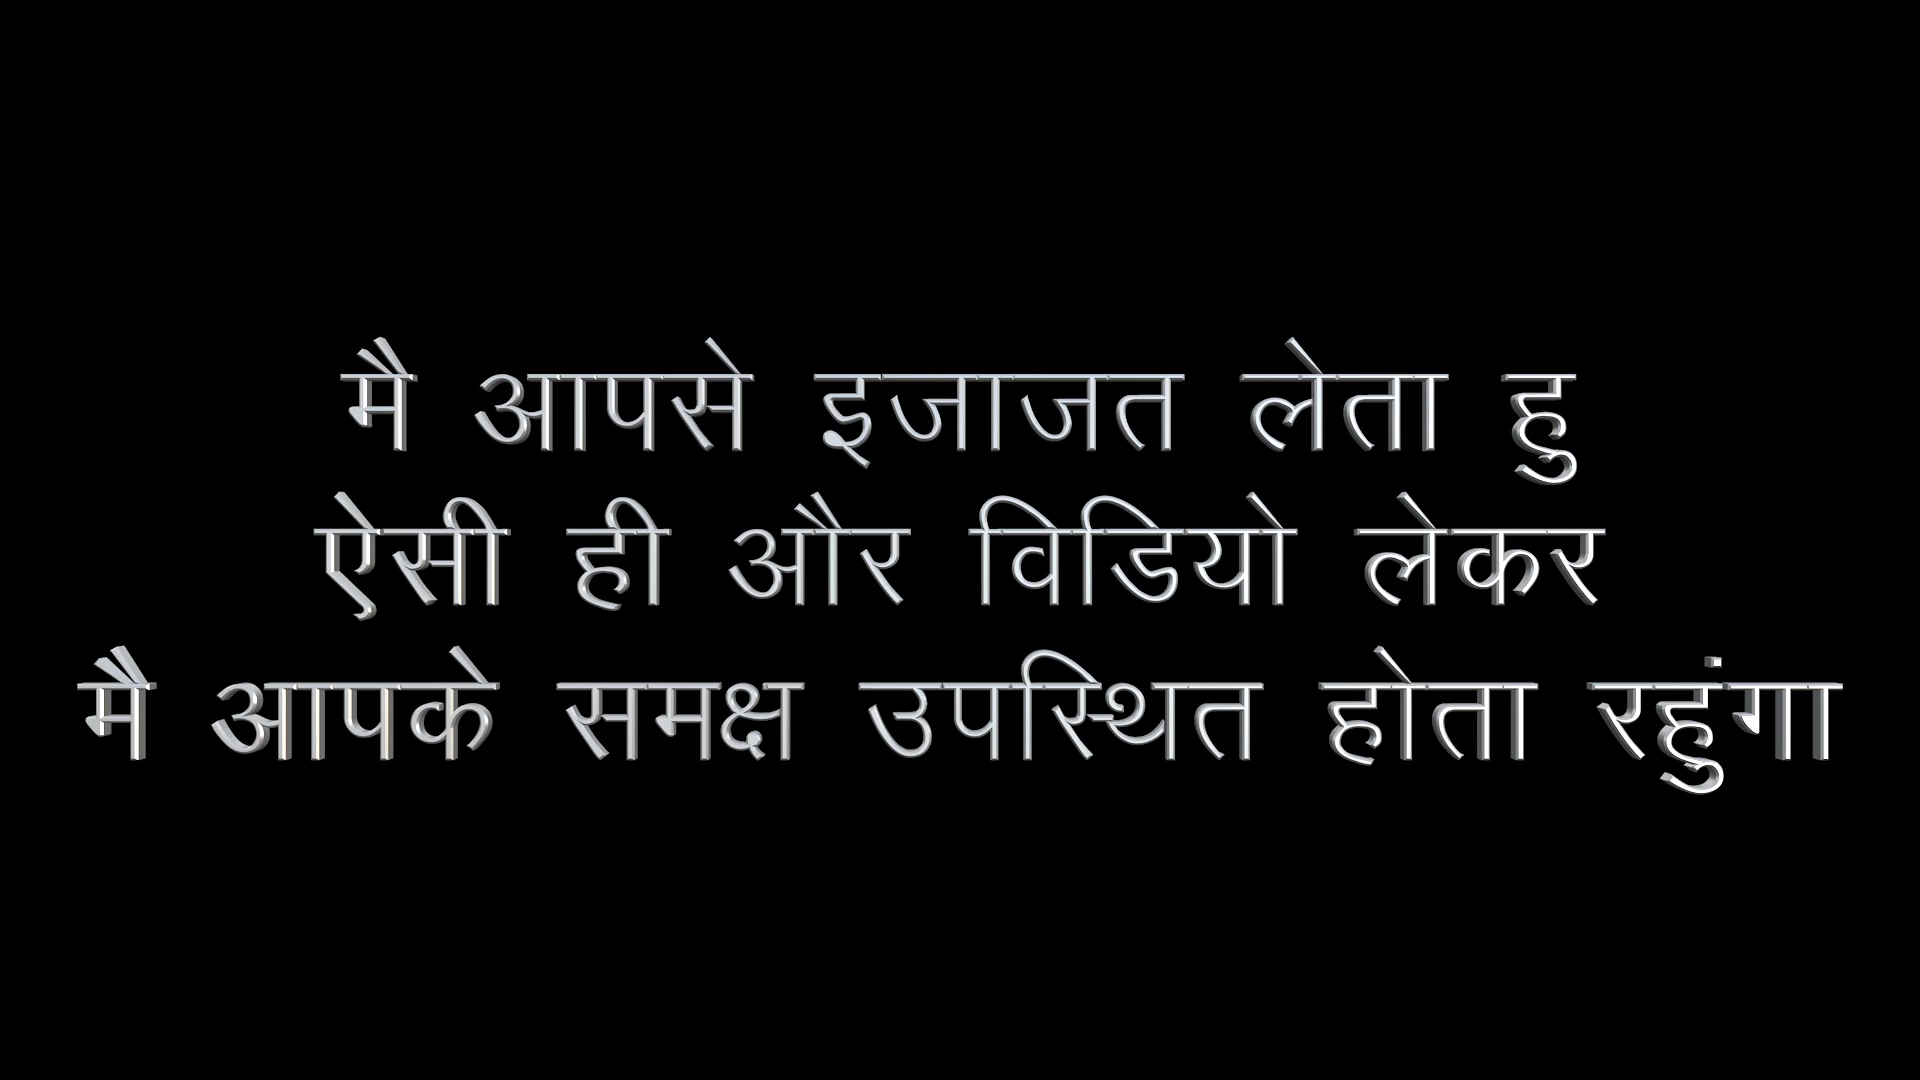 मै आपसे इजाजत लेता हु
ऐसी ही और विडियो लेकर
मै आपके समक्ष उपस्थित होता रहुंगा